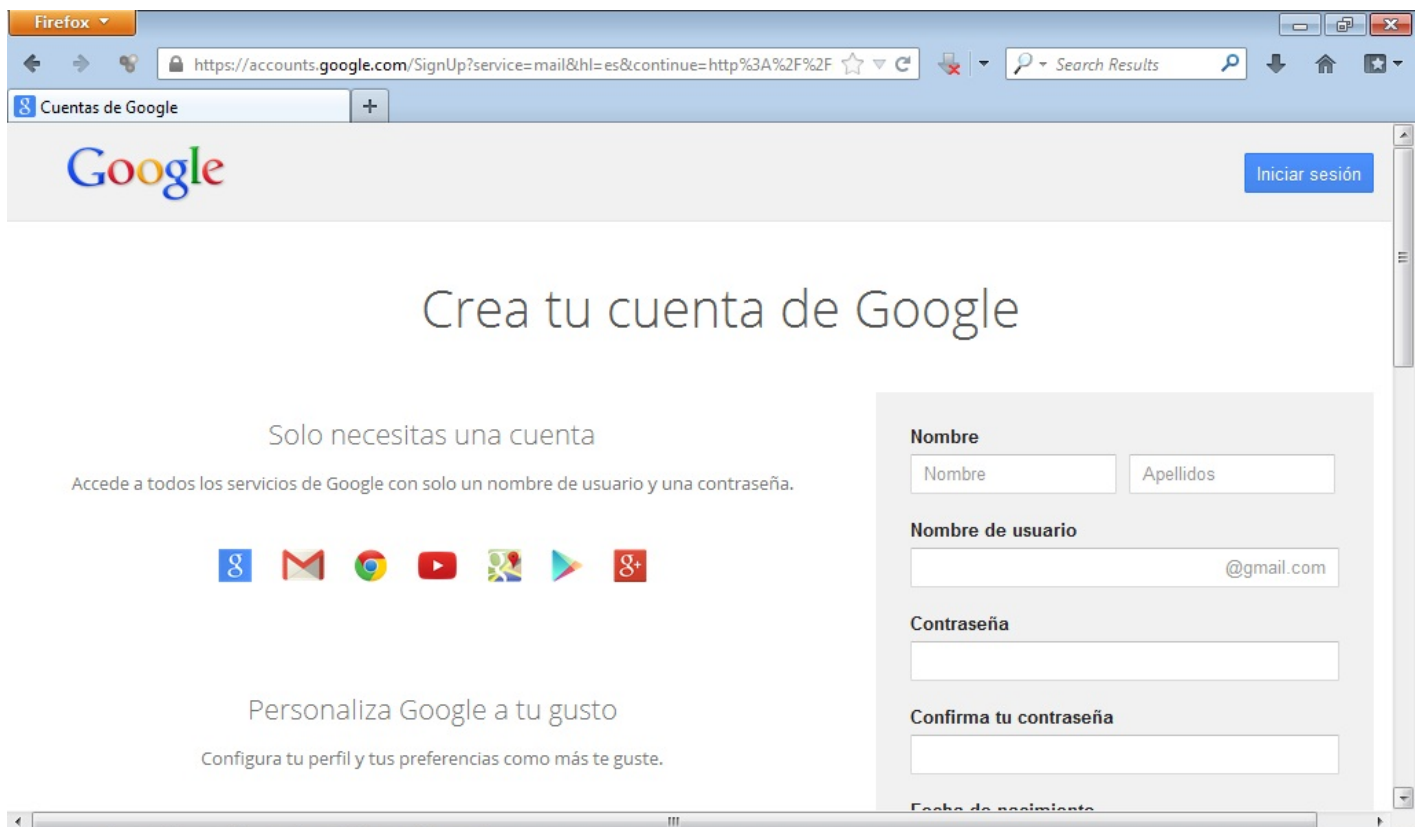 Firefox
https://accounts.google.com/SignUp?service=mail&hl=es&continue=http%3A%2F%2F
Search Results
Cuentas de Google
Google
Iniciar sesión
Crea tu cuenta de Google
Solo necesitas una cuenta
Accede a todos los servicios de Google con solo un nombre de usuario y una contraseña.
Personaliza Google a tu gusto
Configura tu perfil y tus preferencias como más te guste.
Nombre
Nombre Apellidos
Nombre de usuario
@gmail.com
Contraseña
Confirma tu contraseña
Fecha de nacimiento